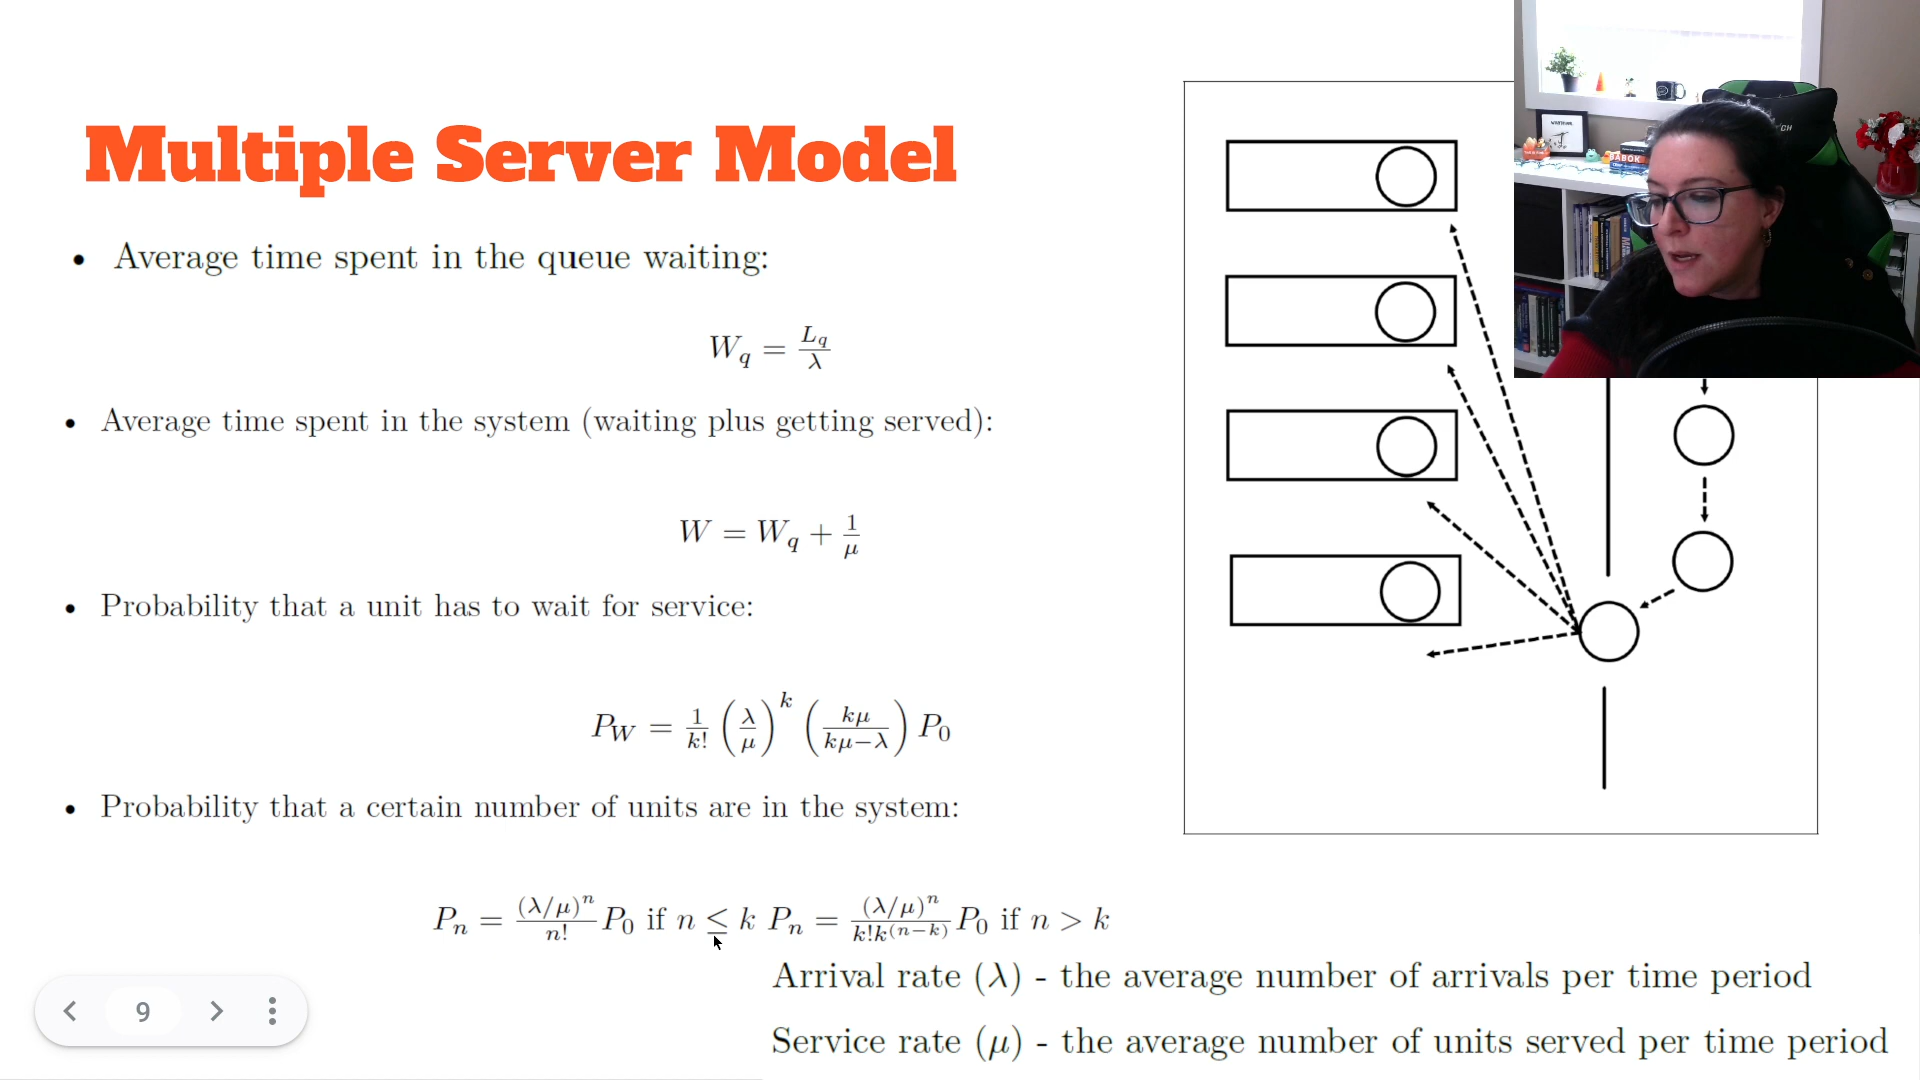 Multiple Server Model
• Average time spent in the queue waiting:
W_q = L_q/λ
• Average time spent in the system (waiting plus getting served):
W = W_q + 1/μ
• Probability that a unit has to wait for service:
P_W = 1/k! (λ/μ)^k (kμ/(kμ−λ)) P_0
• Probability that a certain number of units are in the system:
P_n = (λ/μ)^n/n! P_0 if n ≤ k P_n = (λ/μ)^n/(k!k^(n−k)) P_0 if n > k
Arrival rate (λ) - the average number of arrivals per time period
Service rate (μ) - the average number of units served per time period
9
BABOK